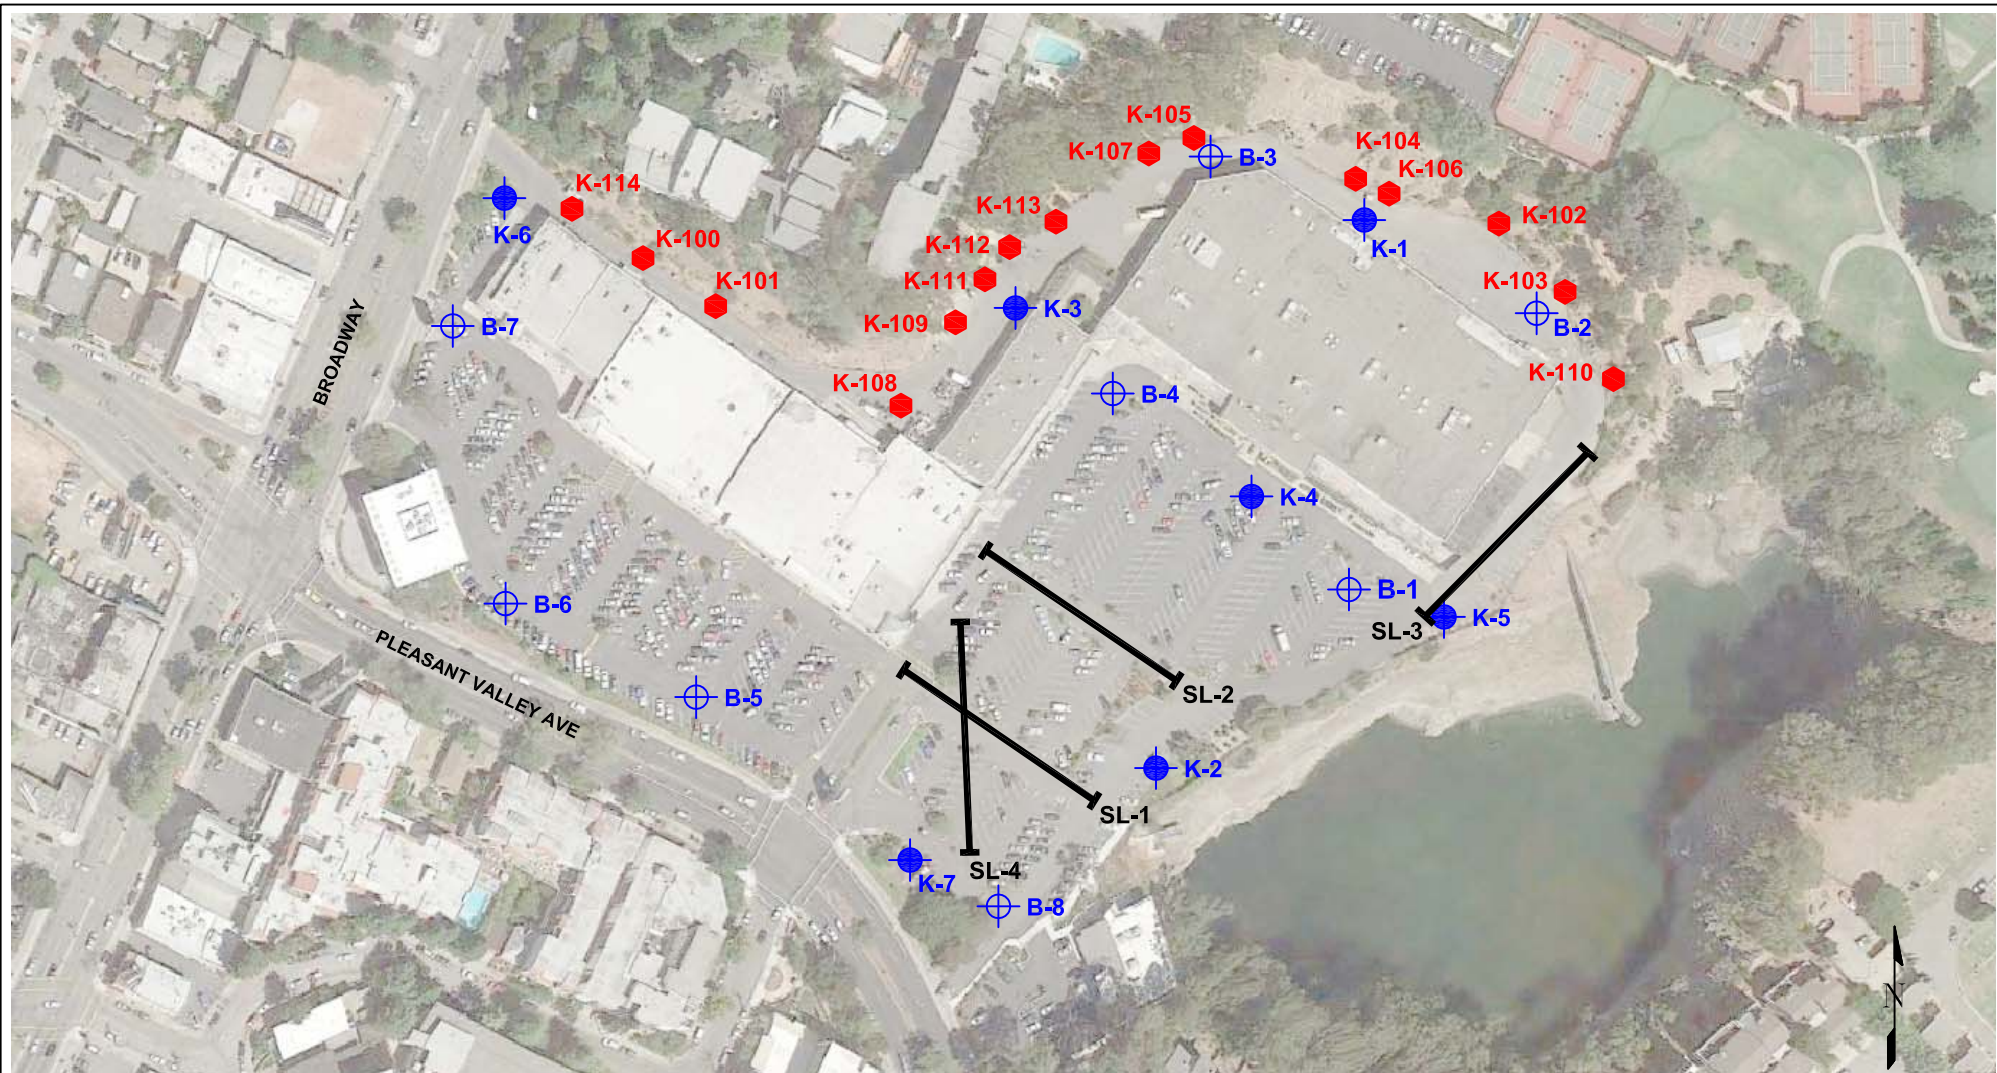 K-105
K-107
B-3
K-104
K-106
K-114
K-6
K-113
K-102
K-100
K-112
K-1
K-101
K-111
K-3
K-103
B-7
K-109
B-2
BROADWAY
K-108
B-4
K-110
K-4
B-6
B-1
K-5
SL-3
PLEASANT VALLEY AVE
B-5
SL-2
K-2
SL-1
SL-4
K-7
B-8
N